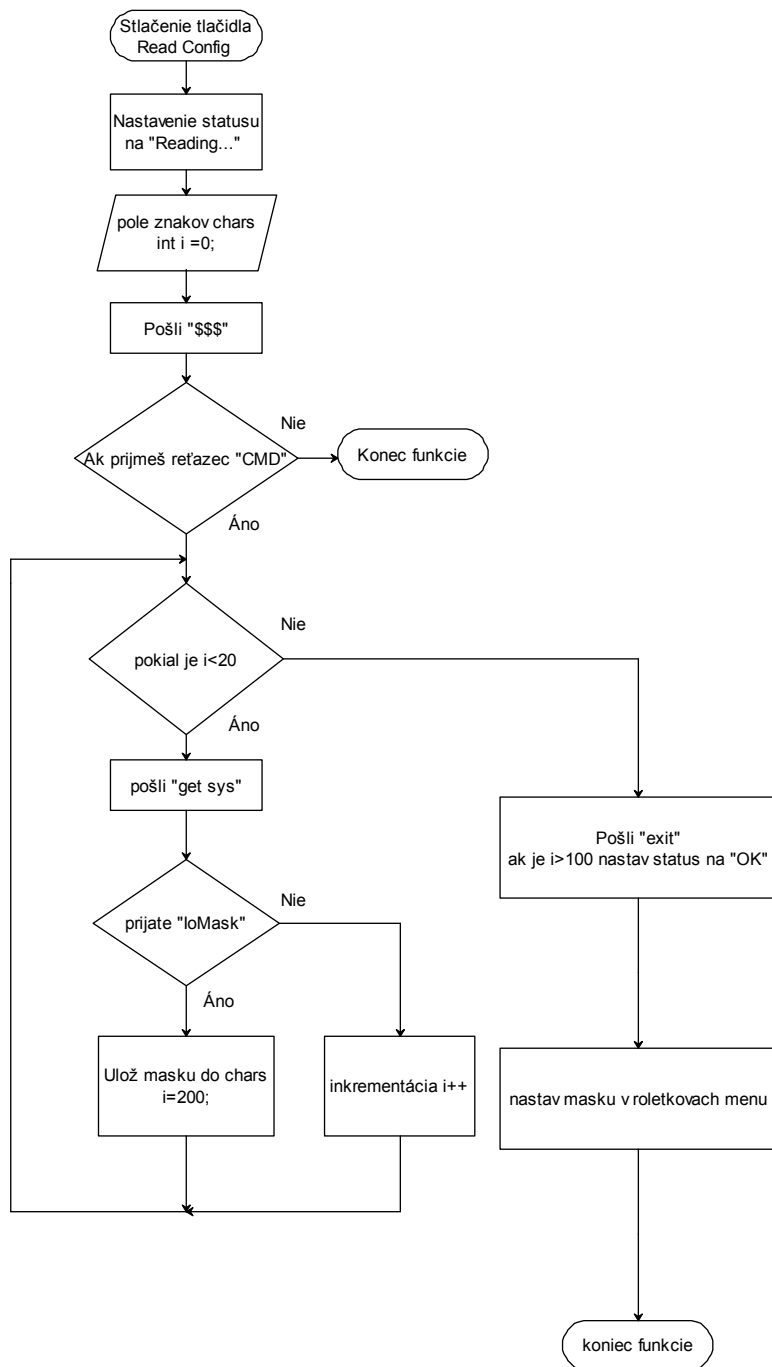 Stlačenie tlačidla
Read Config
Nastavenie statusu
na "Reading..."
pole znakov chars
int i =0;
Pošli "$$$"
Nie
Ak prijmeš reťazec "CMD"
Konec funkcie
Áno
Nie
pokial je i<20
Áno
pošli "get sys"
Pošli "exit"
ak je i>100 nastav status na "OK"
Nie
prijate "IoMask"
Áno
Ulož masku do chars
i=200;
inkrementácia i++
nastav masku v roletkovach menu
koniec funkcie